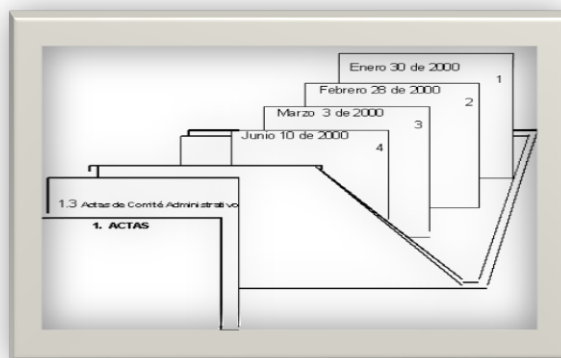 Enero 30 de 2000
1
Febrero 28 de 2000
2
Marzo 3 de 2000
3
Junio 10 de 2000
4
1.3 Actas de Comité Administrativo
1. ACTAS